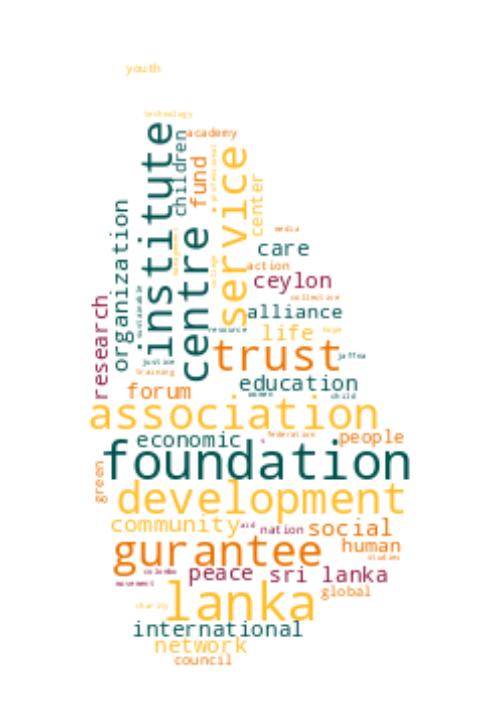 youth
technology
academy
institute
children
fund
professional
service
center
organization
centre
management
college
media
care
action
ceylon
collective
research
sustainable
alliance
resource
life
hope
justice
trust
jaffna
training
education
forum
women
child
association
economic
federation
people
foundation
green
development
community
aid
nation
social
gurantee
human
studies
colombo
peace
sri lanka
movement
lanka
global
charity
international
network
council